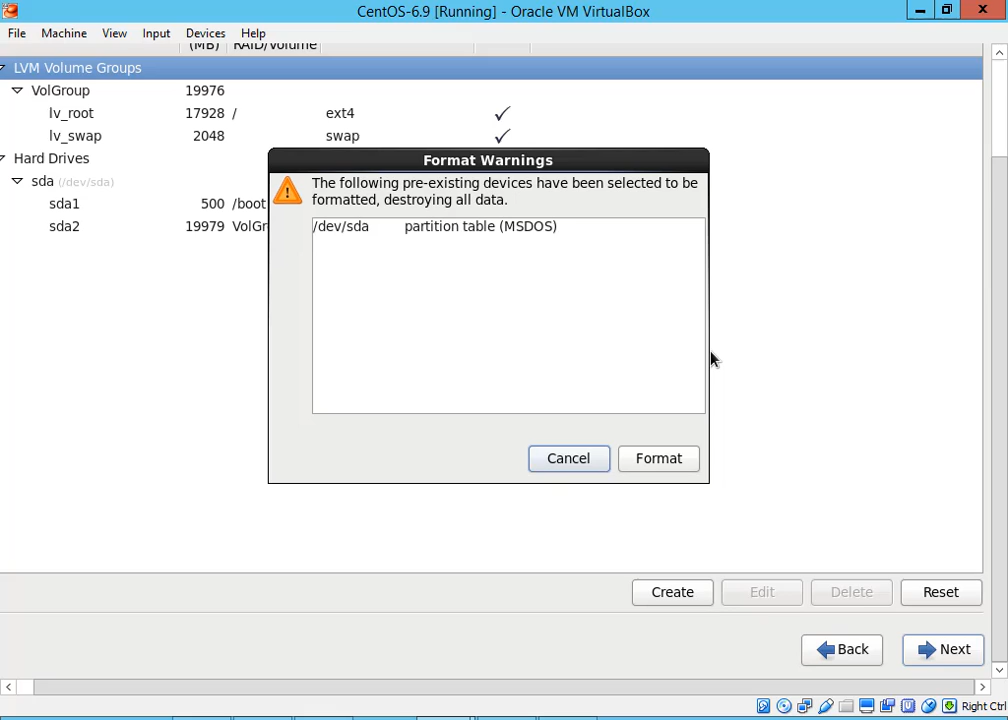 CentOS-6.9 [Running] - Oracle VM VirtualBox
File Machine View Input Devices Help
(MB) RAID/Volume
LVM Volume Groups
VolGroup 19976
lv_root 17928 / ext4
lv_swap 2048 swap
Hard Drives
sda (/dev/sda)
sda1 500 /boot
sda2 19979 VolGr
Format Warnings
The following pre-existing devices have been selected to be
formatted, destroying all data.
/dev/sda partition table (MSDOS)
Cancel Format
Create Edit Delete Reset
Back Next
Right Ctrl